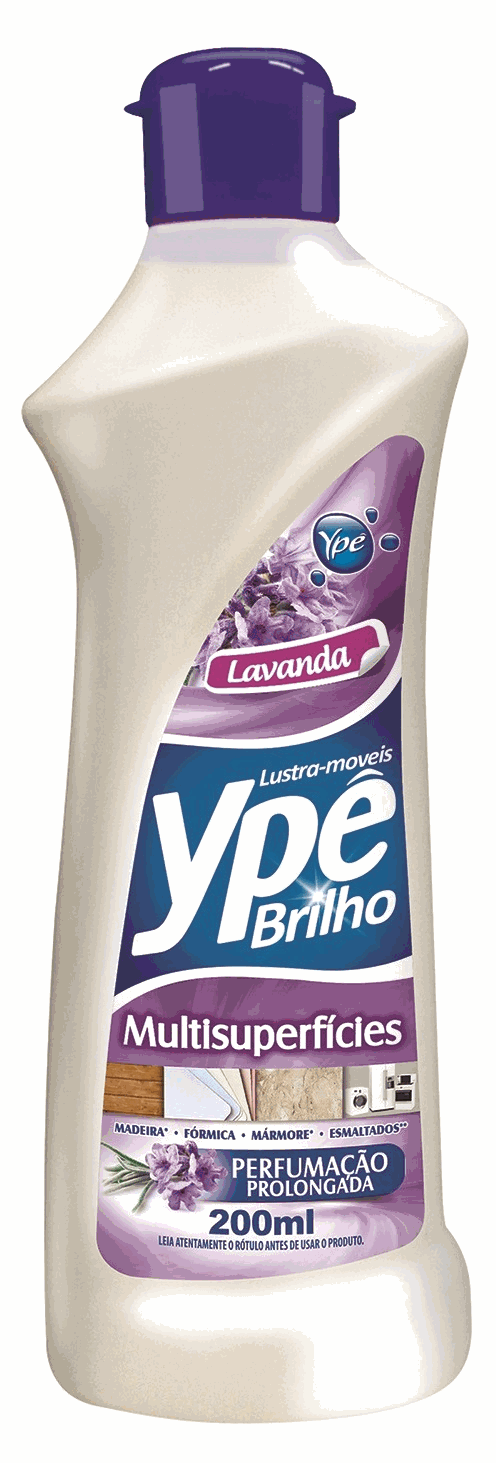 Ypê
Lavanda
Lustra-moveis
Ypê
Brilho
Multisuperfícies
MADEIRA* • FÓRMICA • MÁRMORE* • ESMALTADOS**
PERFUMAÇÃO
PROLONGADA
200ml
LEIA ATENTAMENTE O RÓTULO ANTES DE USAR O PRODUTO.